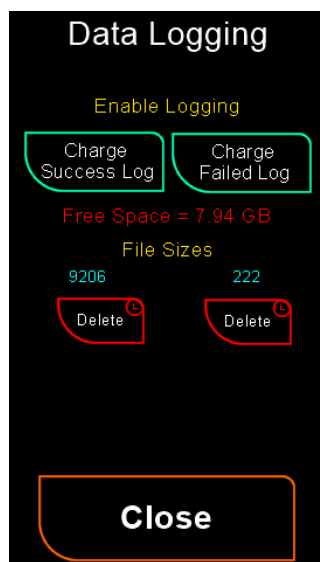 Data Logging
Enable Logging
Charge
Success Log
Charge
Failed Log
Free Space = 7.94 GB
File Sizes
9206
222
Delete
Delete
Close